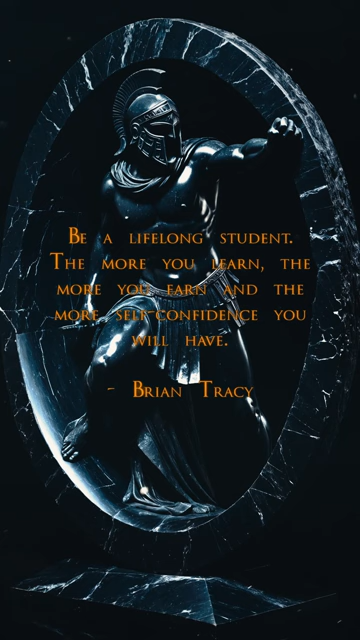 Be a lifelong student.
The more you learn, the
more you earn and the
more self-confidence you
will have.
- Brian Tracy